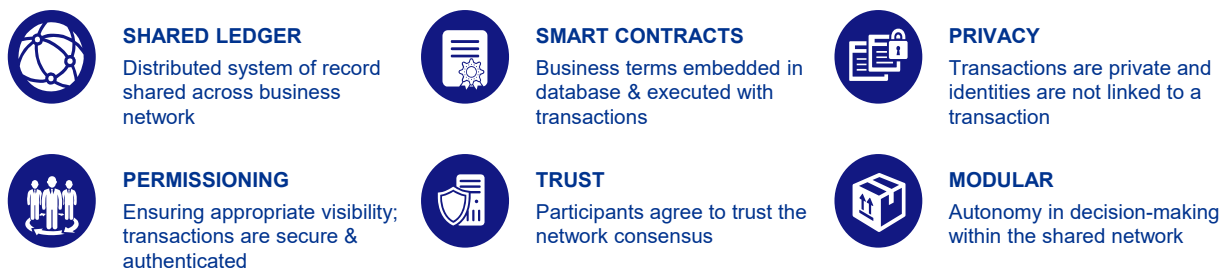 SHARED LEDGER
Distributed system of record
shared across business
network
SMART CONTRACTS
Business terms embedded in
database & executed with
transactions
PRIVACY
Transactions are private and
identities are not linked to a
transaction
PERMISSIONING
Ensuring appropriate visibility;
transactions are secure &
authenticated
TRUST
Participants agree to trust the
network consensus
MODULAR
Autonomy in decision-making
within the shared network